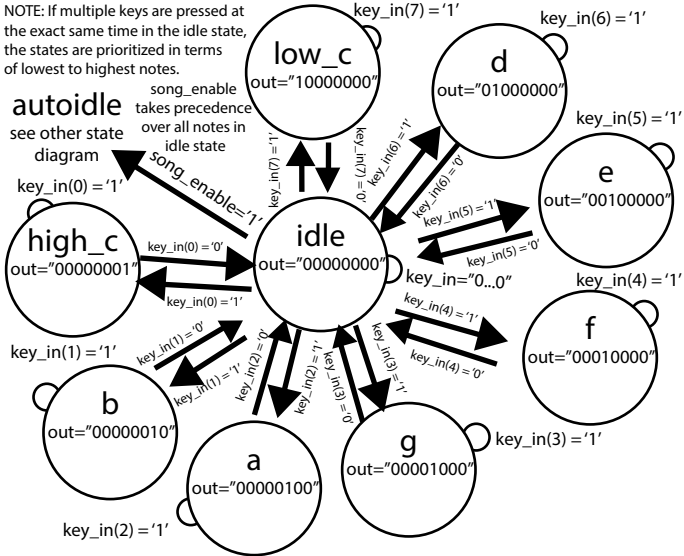 NOTE: If multiple keys are pressed at
the exact same time in the idle state,
the states are prioritized in terms
of lowest to highest notes.
key_in(7) = ‘1’
low_c
out=”10000000”
key_in(6) = ‘1’
d
out=”01000000”
autoidle
see other state
diagram
song_enable
takes precedence
over all notes in
idle state
song_enable=‘1’
key_in(7) = ‘1’
key_in(7) = ‘0’
key_in(6) = ‘1’
key_in(6) = ‘0’
key_in(5) = ‘1’
e
out=”00100000”
key_in(5) = ‘1’
key_in(5) = ‘0’
key_in(0) = ‘1’
high_c
out=”00000001”
key_in(0) = ‘0’
key_in(0) = ‘1’
idle
out=”00000000”
key_in=”0...0”
key_in(4) = ‘1’
f
out=”00010000”
key_in(4) = ‘1’
key_in(4) = ‘0’
key_in(1) = ‘1’
b
out=”00000010”
key_in(1) = ‘0’
key_in(1) = ‘1’
key_in(2) = ‘0’
key_in(2) = ‘1’
key_in(3) = ‘0’
key_in(3) = ‘1’
a
out=”00000100”
key_in(2) = ‘1’
g
out=”00001000”
key_in(3) = ‘1’